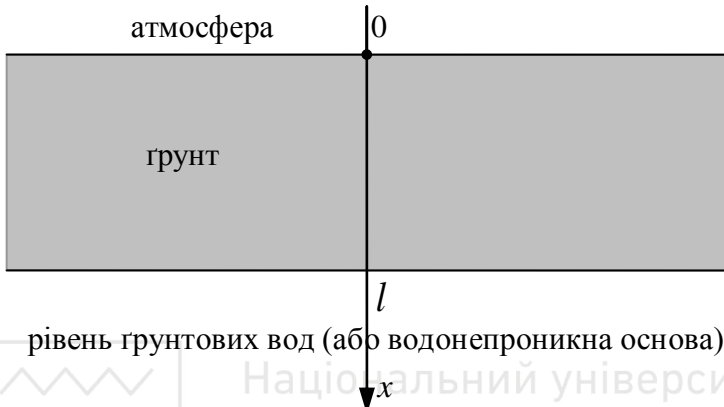 атмосфера 0
ґрунт
l
рівень ґрунтових вод (або водонепроникна основа)
Національний універси
x